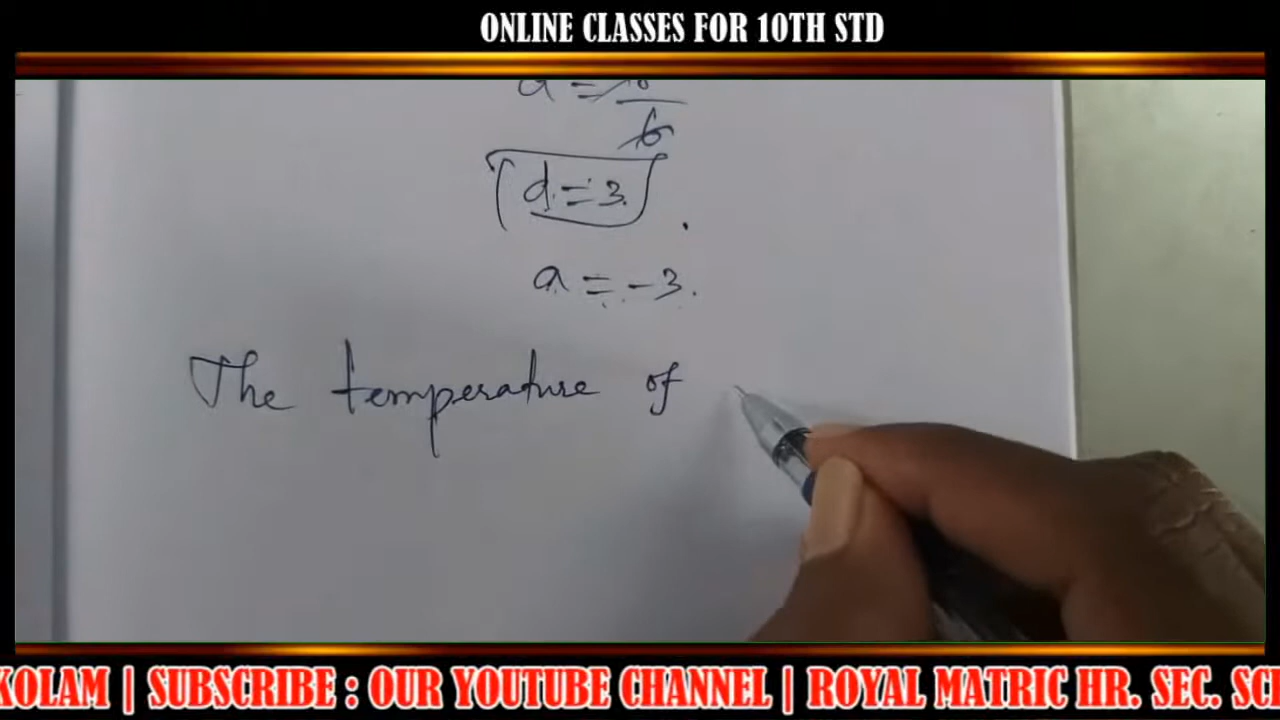 ONLINE CLASSES FOR 10TH STD
6
d = 3.
a = -3.
The temperature of
KOLAM | SUBSCRIBE : OUR YOUTUBE CHANNEL | ROYAL MATRIC HR. SEC. SC